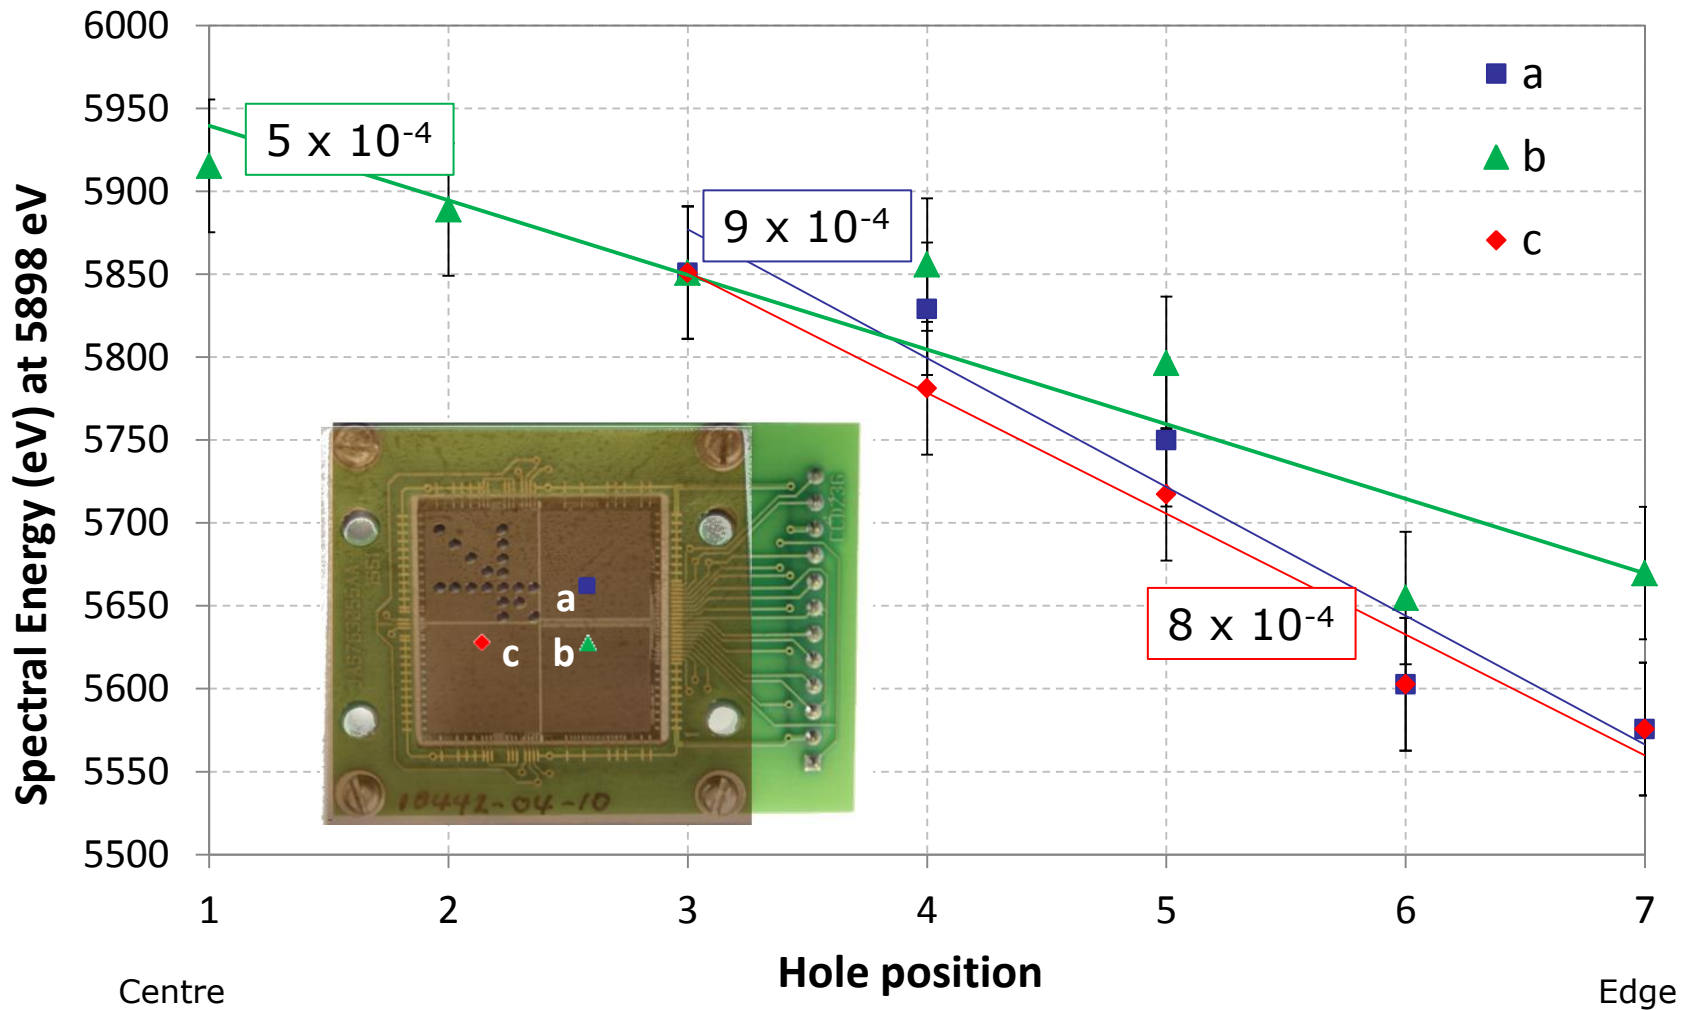 6000
5950
5900
5850
5800
5750
5700
5650
5600
5550
5500
Spectral Energy (eV) at 5898 eV
5 x 10⁻⁴
9 x 10⁻⁴
8 x 10⁻⁴
a
b
c
a
c b
10442-04-10
1 2 3 4 5 6 7
Hole position
Centre
Edge